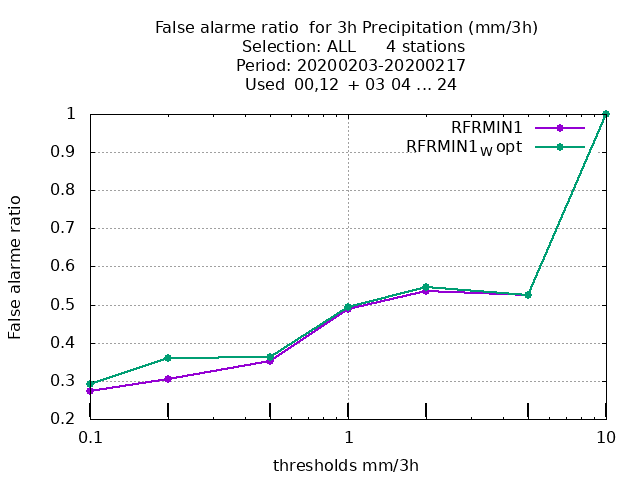 False alarme ratio  for 3h Precipitation (mm/3h)
Selection: ALL      4 stations
Period: 20200203-20200217
Used  00,12  + 03 04 ... 24
RFRMIN1
RFRMIN1W opt
1
0.9
0.8
0.7
0.6
0.5
0.4
0.3
0.2
False alarme ratio
0.1
1
10
thresholds mm/3h